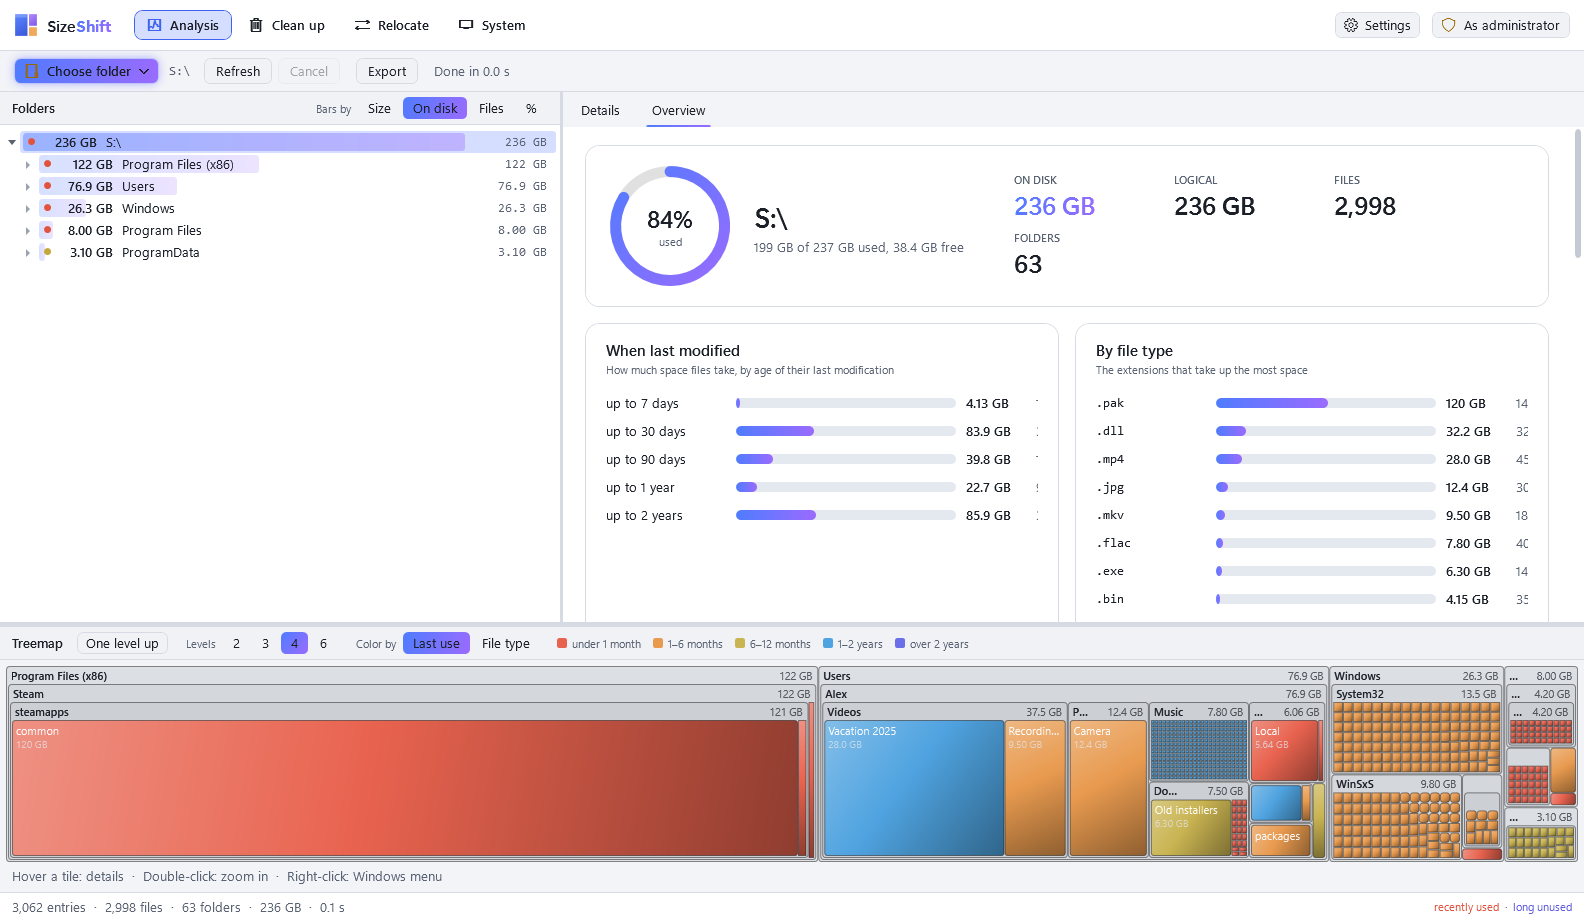 SizeShift
Analysis
Clean up
Relocate
System
Settings
As administrator
Choose folder
S:\
Refresh
Cancel
Export
Done in 0.0 s
Folders
Bars by
Size
On disk
Files
%
236 GB S:\ 236 GB
122 GB Program Files (x86) 122 GB
76.9 GB Users 76.9 GB
26.3 GB Windows 26.3 GB
8.00 GB Program Files 8.00 GB
3.10 GB ProgramData 3.10 GB
Details
Overview
84%
used
S:\
199 GB of 237 GB used, 38.4 GB free
ON DISK
236 GB
LOGICAL
236 GB
FILES
2,998
FOLDERS
63
When last modified
How much space files take, by age of their last modification
up to 7 days 4.13 GB
up to 30 days 83.9 GB
up to 90 days 39.8 GB
up to 1 year 22.7 GB
up to 2 years 85.9 GB
By file type
The extensions that take up the most space
.pak 120 GB 14
.dll 32.2 GB 32
.mp4 28.0 GB 45
.jpg 12.4 GB 30
.mkv 9.50 GB 18
.flac 7.80 GB 40
.exe 6.30 GB 14
.bin 4.15 GB 35
Treemap
One level up
Levels
2
3
4
6
Color by
Last use
File type
under 1 month
1–6 months
6–12 months
1–2 years
over 2 years
Program Files (x86) 122 GB
Steam 122 GB
steamapps 121 GB
common
120 GB
Users 76.9 GB
Alex 76.9 GB
Videos 37.5 GB
Vacation 2025
28.0 GB
Recordin...
9.50 GB
P... 12.4 GB
Camera
12.4 GB
Music 7.80 GB
Do... 7.50 GB
Old installers
6.30 GB
... 6.06 GB
Local
5.64 GB
packages
Windows 26.3 GB
System32 13.5 GB
WinSxS 9.80 GB
... 8.00 GB
... 4.20 GB
... 4.20 GB
... 3.10 GB
Hover a tile: details · Double-click: zoom in · Right-click: Windows menu
3,062 entries · 2,998 files · 63 folders · 236 GB · 0.1 s
recently used · long unused